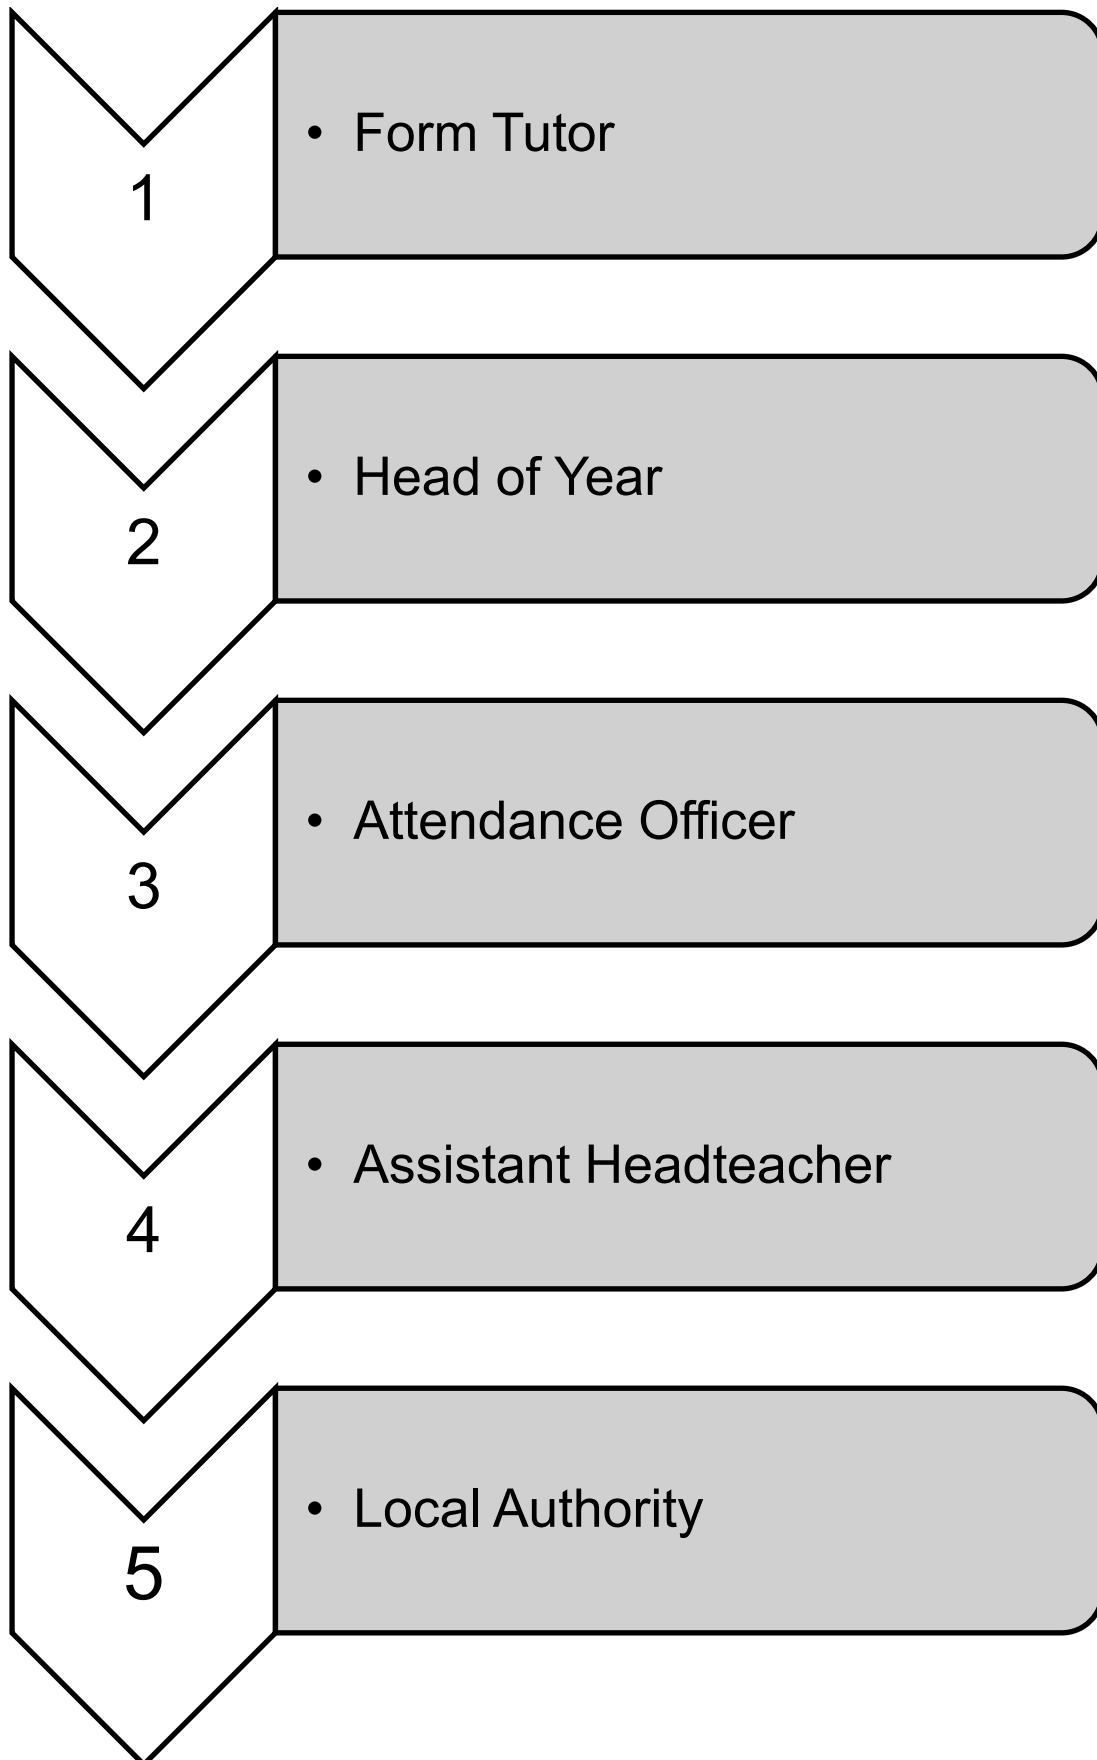 1
• Form Tutor
2
• Head of Year
3
• Attendance Officer
4
• Assistant Headteacher
5
• Local Authority